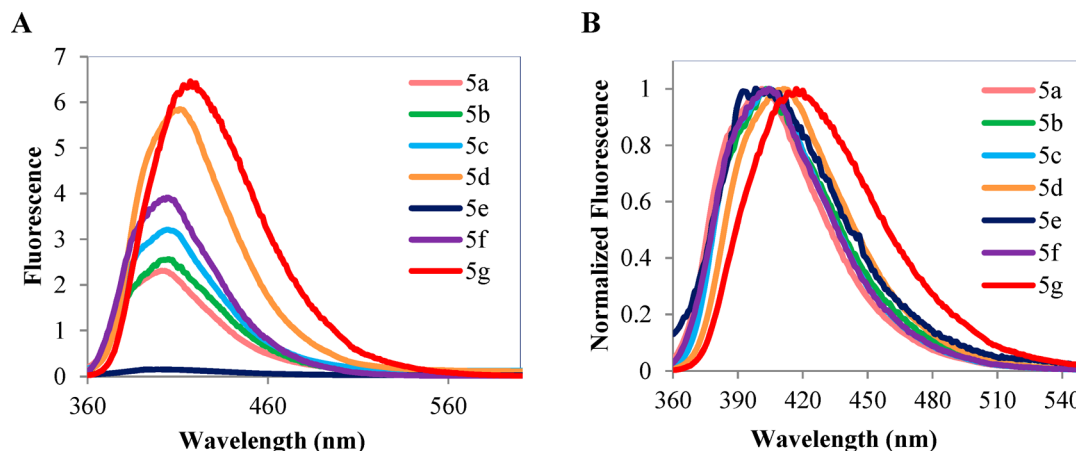 A
7
6
5
4
3
2
1
0
Fluorescence
360
460
560
Wavelength (nm)
5a
5b
5c
5d
5e
5f
5g
B
1
0.8
0.6
0.4
0.2
0
Normalized Fluorescence
360
390
420
450
480
510
540
Wavelength (nm)
5a
5b
5c
5d
5e
5f
5g